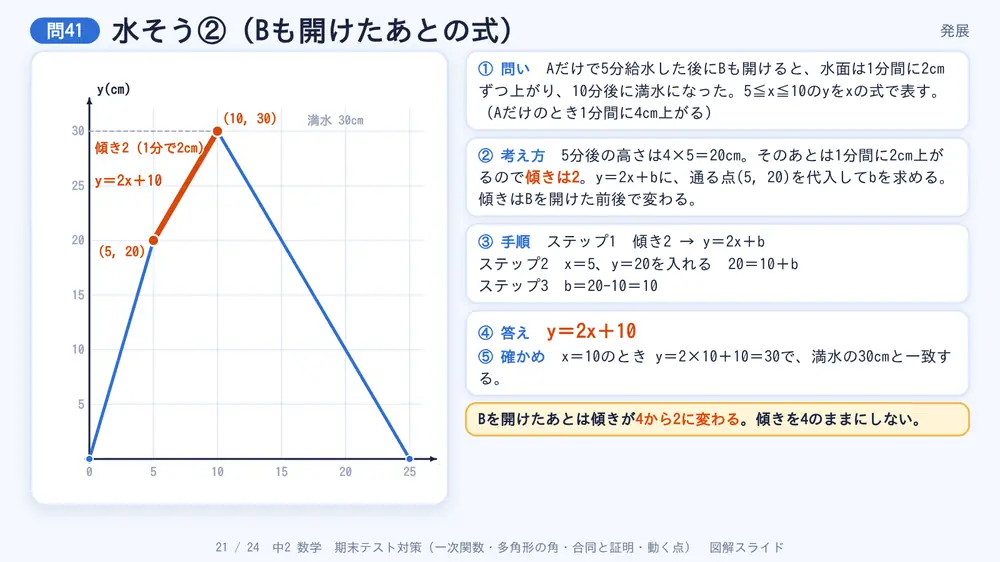 問41 水そう②(Bも開けたあとの式)
発展
y(cm)
30
25
20
15
10
5
0 5 10 15 20 25
(10, 30)
満水 30cm
傾き2(1分で2cm)
y=2x+10
(5, 20)
① 問い Aだけで5分給水した後にBも開けると、水面は1分間に2cm
ずつ上がり、10分後に満水になった。5≦x≦10のyをxの式で表す。
(Aだけのとき1分間に4cm上がる)
② 考え方 5分後の高さは4×5=20cm。そのあとは1分間に2cm上が
るので傾きは2。y=2x+bに、通る点(5, 20)を代入してbを求める。
傾きはBを開けた前後で変わる。
③ 手順 ステップ1 傾き2 → y=2x+b
ステップ2 x=5、y=20を入れる 20=10+b
ステップ3 b=20-10=10
④ 答え y=2x+10
⑤ 確かめ x=10のとき y=2×10+10=30で、満水の30cmと一致す
る。
Bを開けたあとは傾きが4から2に変わる。傾きを4のままにしない。
21 / 24 中2 数学 期末テスト対策(一次関数・多角形の角・合同と証明・動く点) 図解スライド